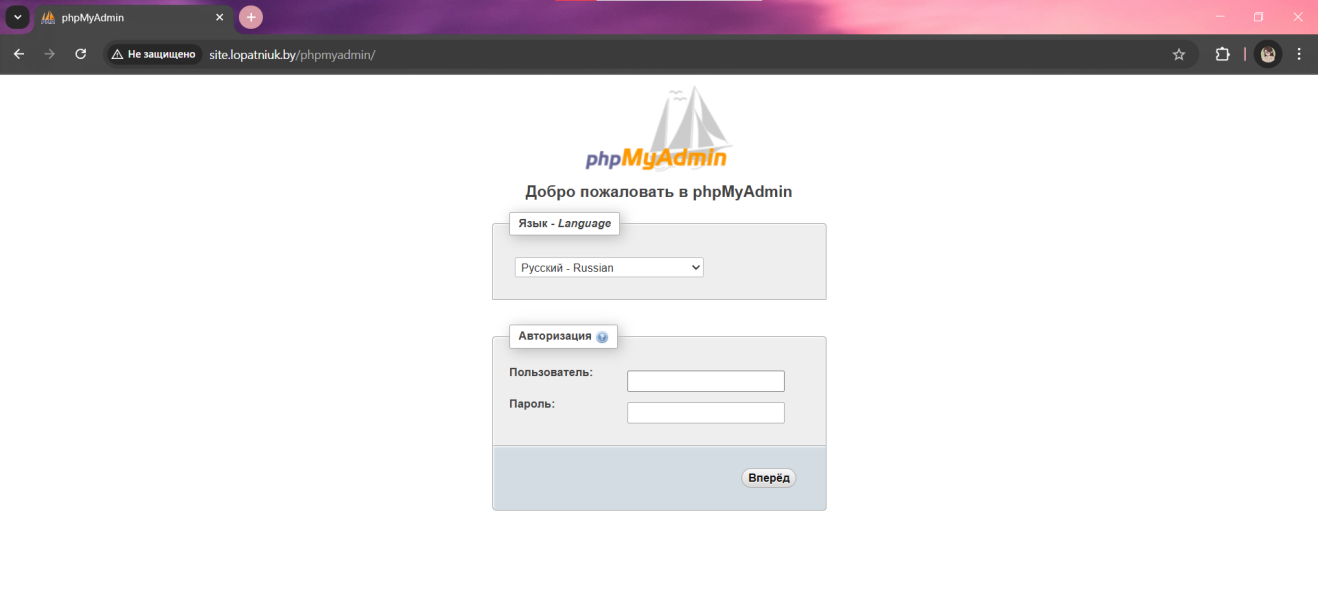 phpMyAdmin
Не защищено
site.lopatniuk.by/phpmyadmin/
phpMyAdmin
Добро пожаловать в phpMyAdmin
Язык - Language
Русский - Russian
Авторизация
Пользователь:
Пароль:
Вперёд